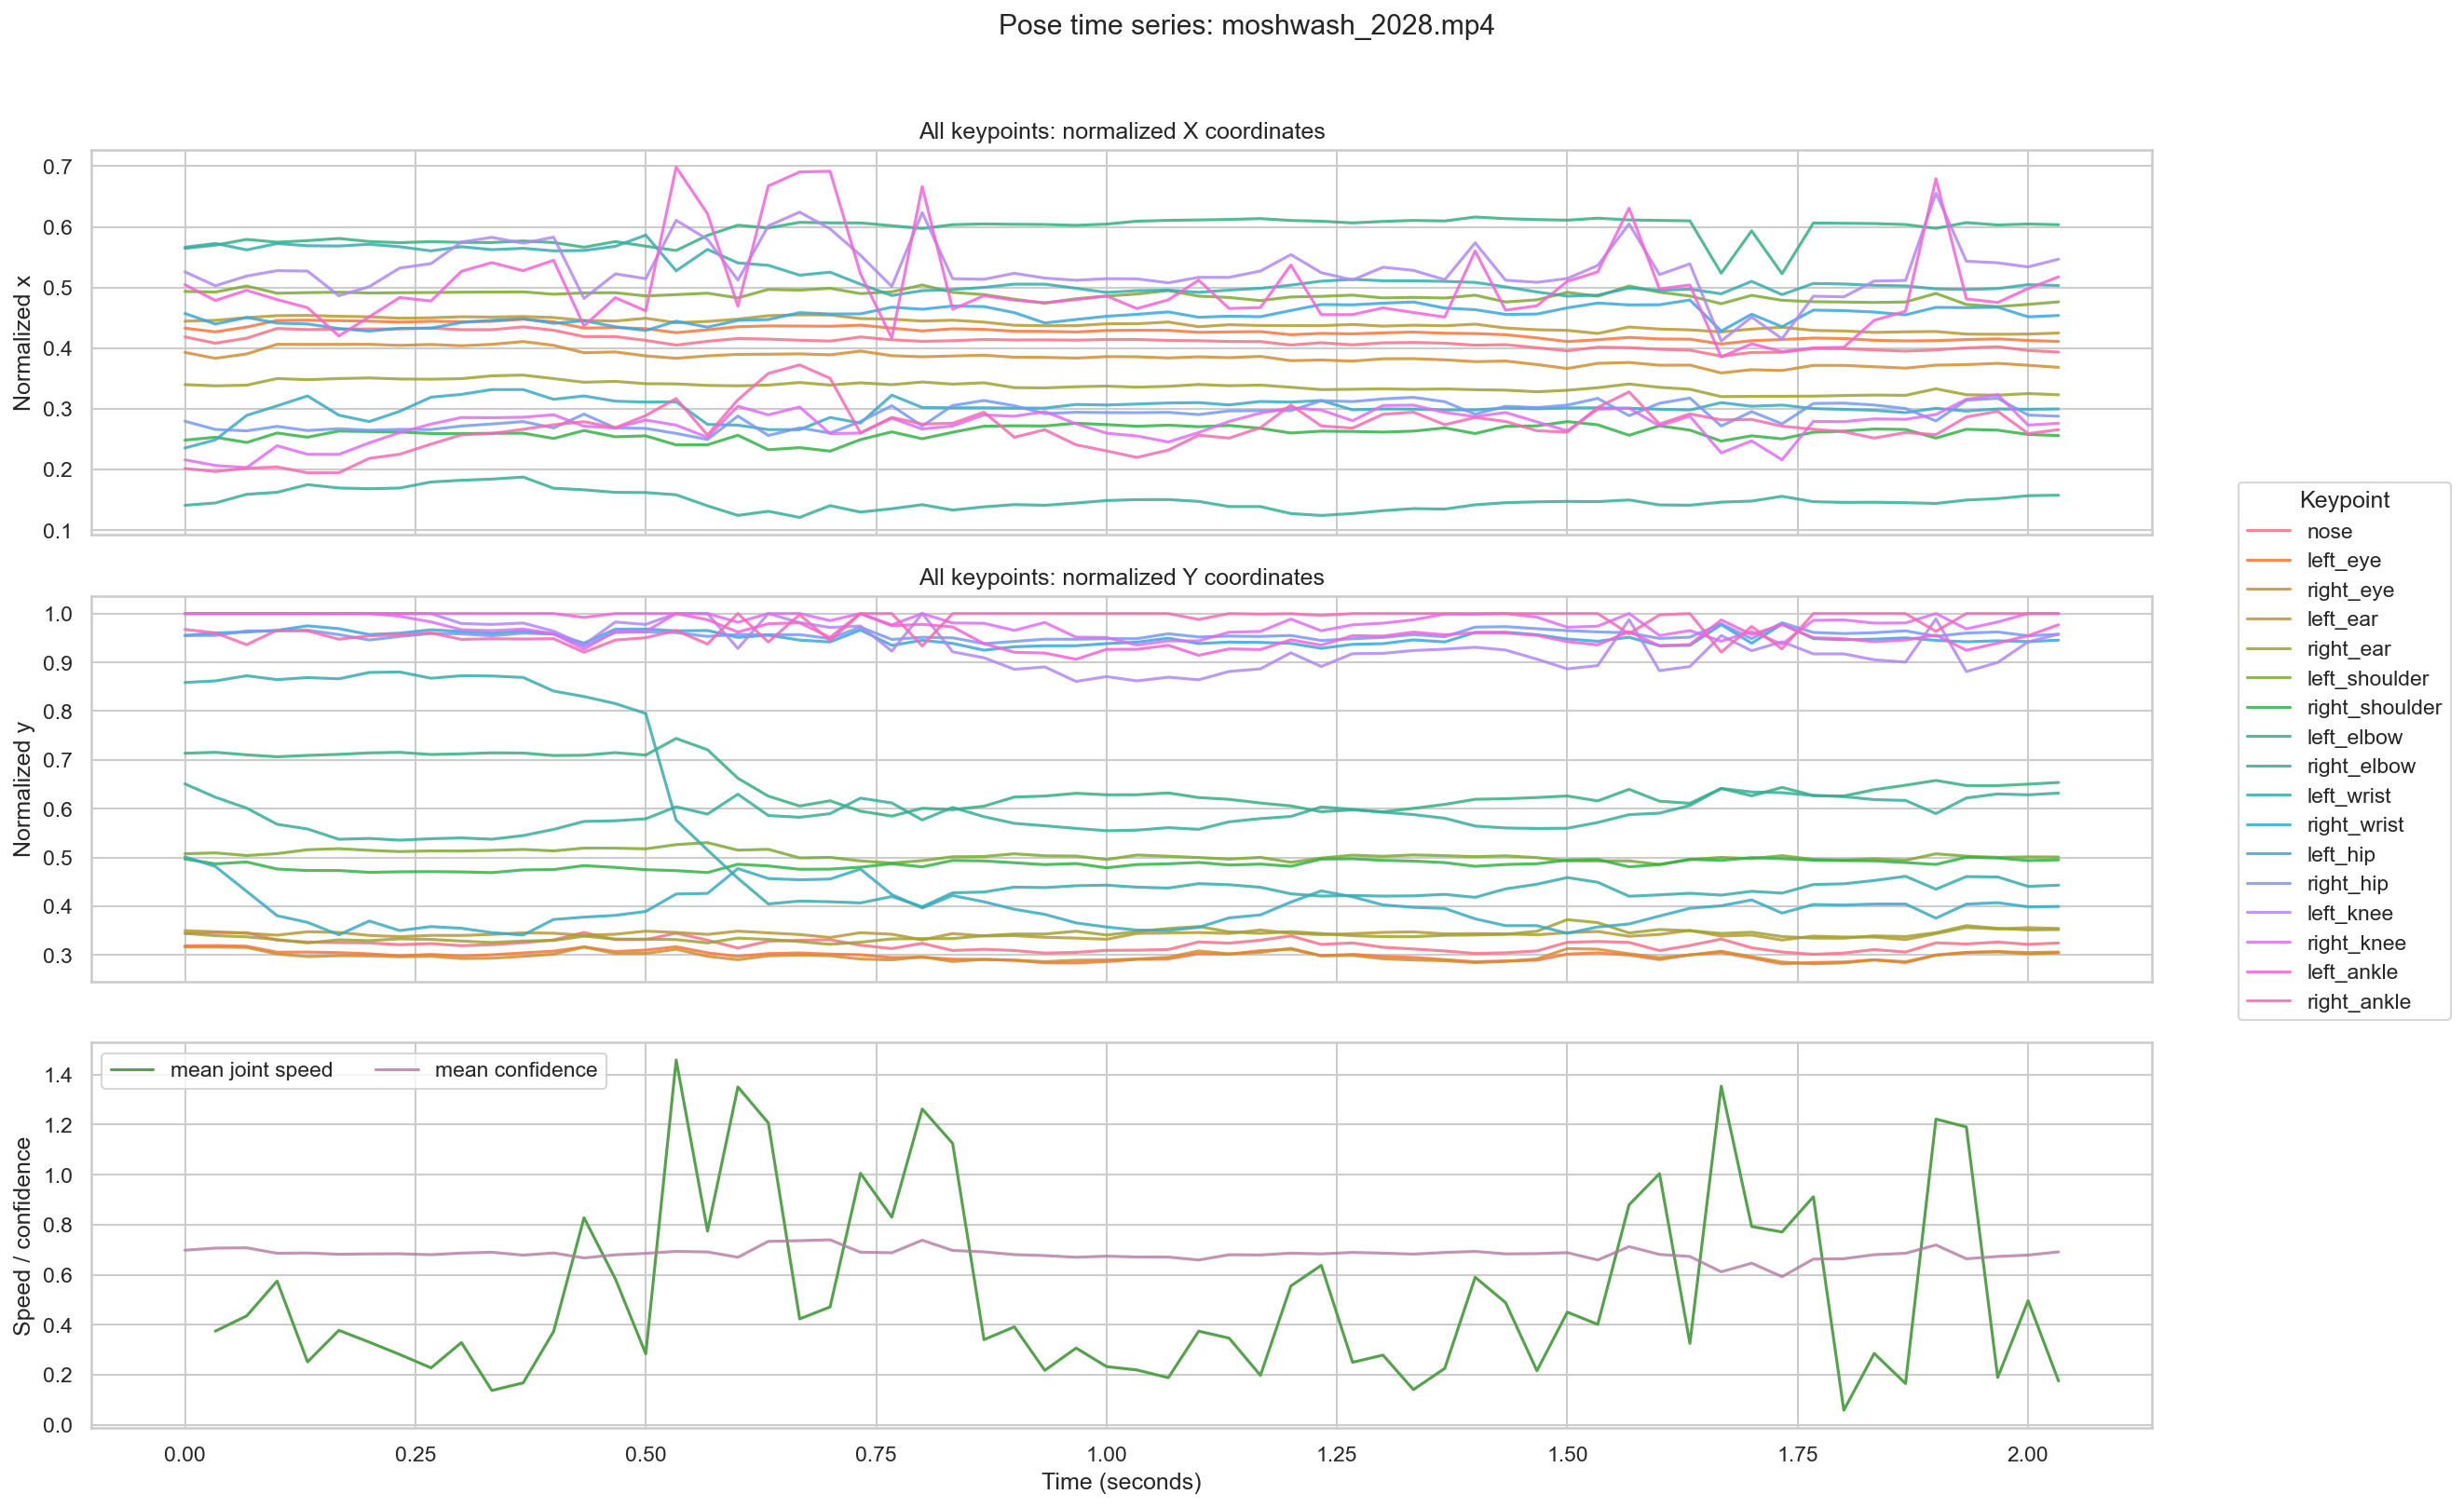 Pose time series: moshwash_2028.mp4
All keypoints: normalized X coordinates
Normalized x
0.7
0.6
0.5
0.4
0.3
0.2
0.1
All keypoints: normalized Y coordinates
Normalized y
1.0
0.9
0.8
0.7
0.6
0.5
0.4
0.3
Keypoint
nose
left_eye
right_eye
left_ear
right_ear
left_shoulder
right_shoulder
left_elbow
right_elbow
left_wrist
right_wrist
left_hip
right_hip
left_knee
right_knee
left_ankle
right_ankle
mean joint speed mean confidence
Speed / confidence
1.4
1.2
1.0
0.8
0.6
0.4
0.2
0.0
0.00 0.25 0.50 0.75 1.00 1.25 1.50 1.75 2.00
Time (seconds)